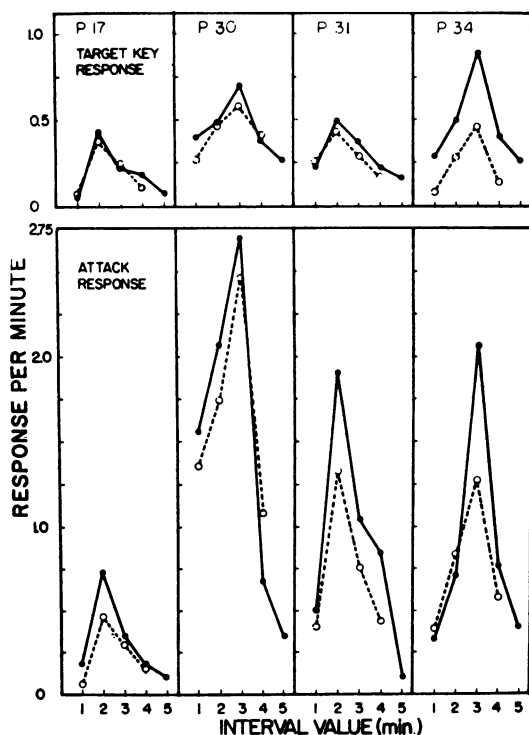 P 17 P 30 P 31 P 34
TARGET KEY
RESPONSE
1.0
0.5
0
2.75
2.0
1.0
0
ATTACK
RESPONSE
RESPONSE PER MINUTE
1 2 3 4 5 1 2 3 4 5 1 2 3 4 5 1 2 3 4 5
INTERVAL VALUE (min.)